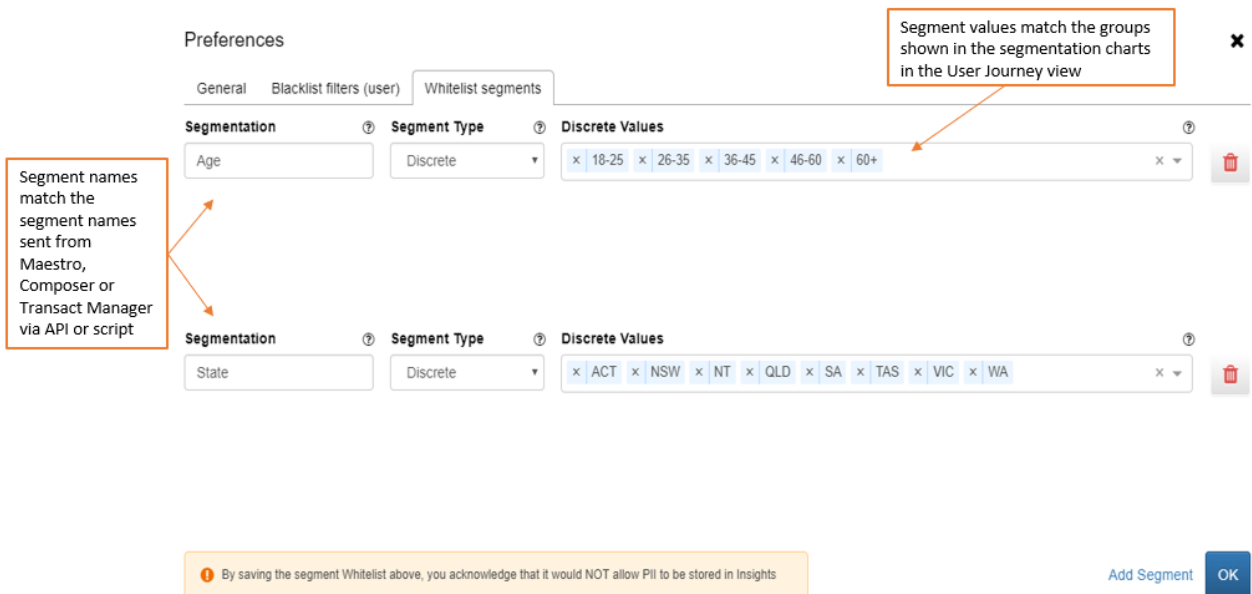 Preferences
Segment values match the groups
shown in the segmentation charts
in the User Journey view
General Blacklist filters (user) Whitelist segments
Segmentation Segment Type Discrete Values
Age Discrete × 18-25 × 26-35 × 36-45 × 46-60 × 60+
Segment names
match the
segment names
sent from
Maestro,
Composer or
Transact Manager
via API or script
Segmentation Segment Type Discrete Values
State Discrete × ACT × NSW × NT × QLD × SA × TAS × VIC × WA
By saving the segment Whitelist above, you acknowledge that it would NOT allow PII to be stored in Insights
Add Segment OK